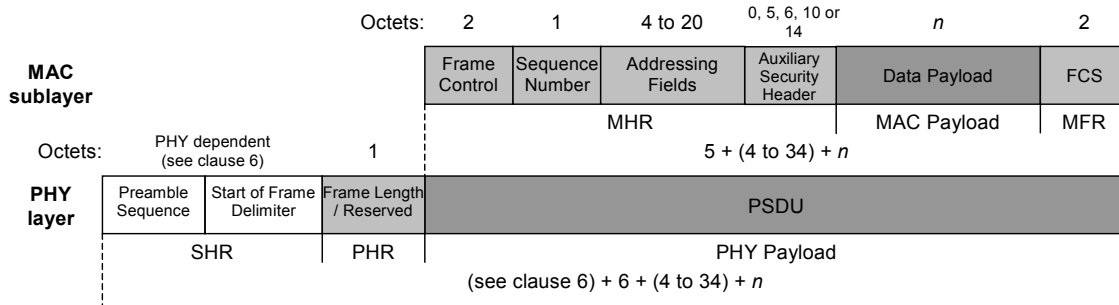 Octets: 2 1 4 to 20 0, 5, 6, 10 or 14 n 2
MAC sublayer
Frame Control
Sequence Number
Addressing Fields
Auxiliary Security Header
Data Payload
FCS
MHR MAC Payload MFR
Octets: PHY dependent (see clause 6) 1 5 + (4 to 34) + n
PHY layer
Preamble Sequence
Start of Frame Delimiter
Frame Length / Reserved
PSDU
SHR PHR PHY Payload
(see clause 6) + 6 + (4 to 34) + n